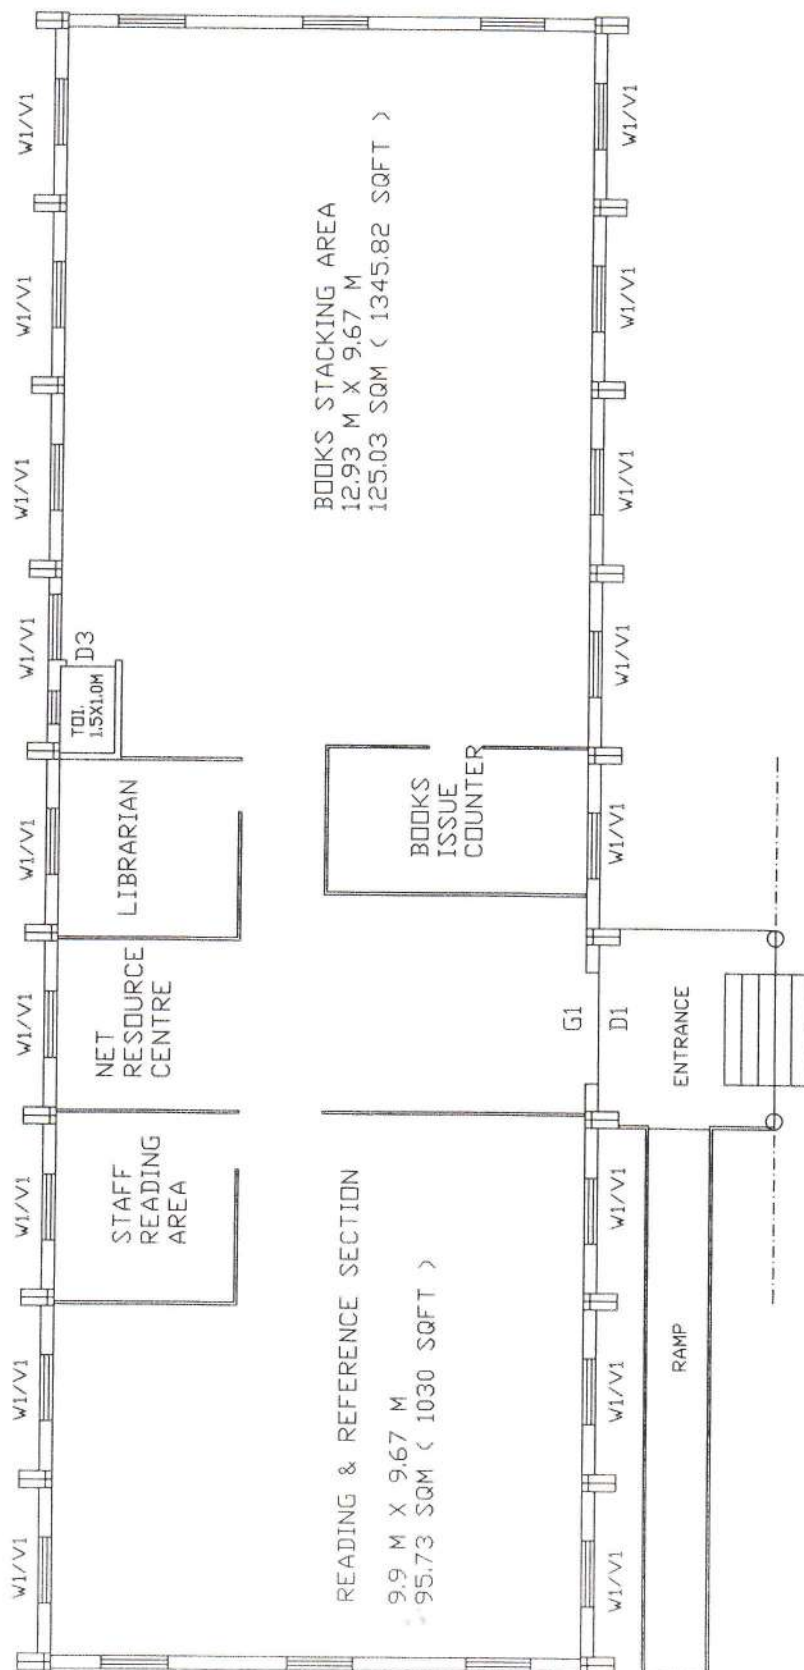 W1/V1
W1/V1
W1/V1
W1/V1
W1/V1
W1/V1
W1/V1
W1/V1
W1/V1
STAFF
READING
AREA
NET
RESOURCE
CENTRE
LIBRARIAN
TOI.
1.5X1.0M
D3
READING & REFERENCE SECTION
9.9 M X 9.67 M
95.73 SQM ( 1030 SQFT )
BOOKS
ISSUE
COUNTER
BOOKS STACKING AREA
12.93 M X 9.67 M
125.03 SQM ( 1345.82 SQFT )
G1
D1
W1/V1
W1/V1
W1/V1
W1/V1
W1/V1
W1/V1
W1/V1
W1/V1
RAMP
ENTRANCE